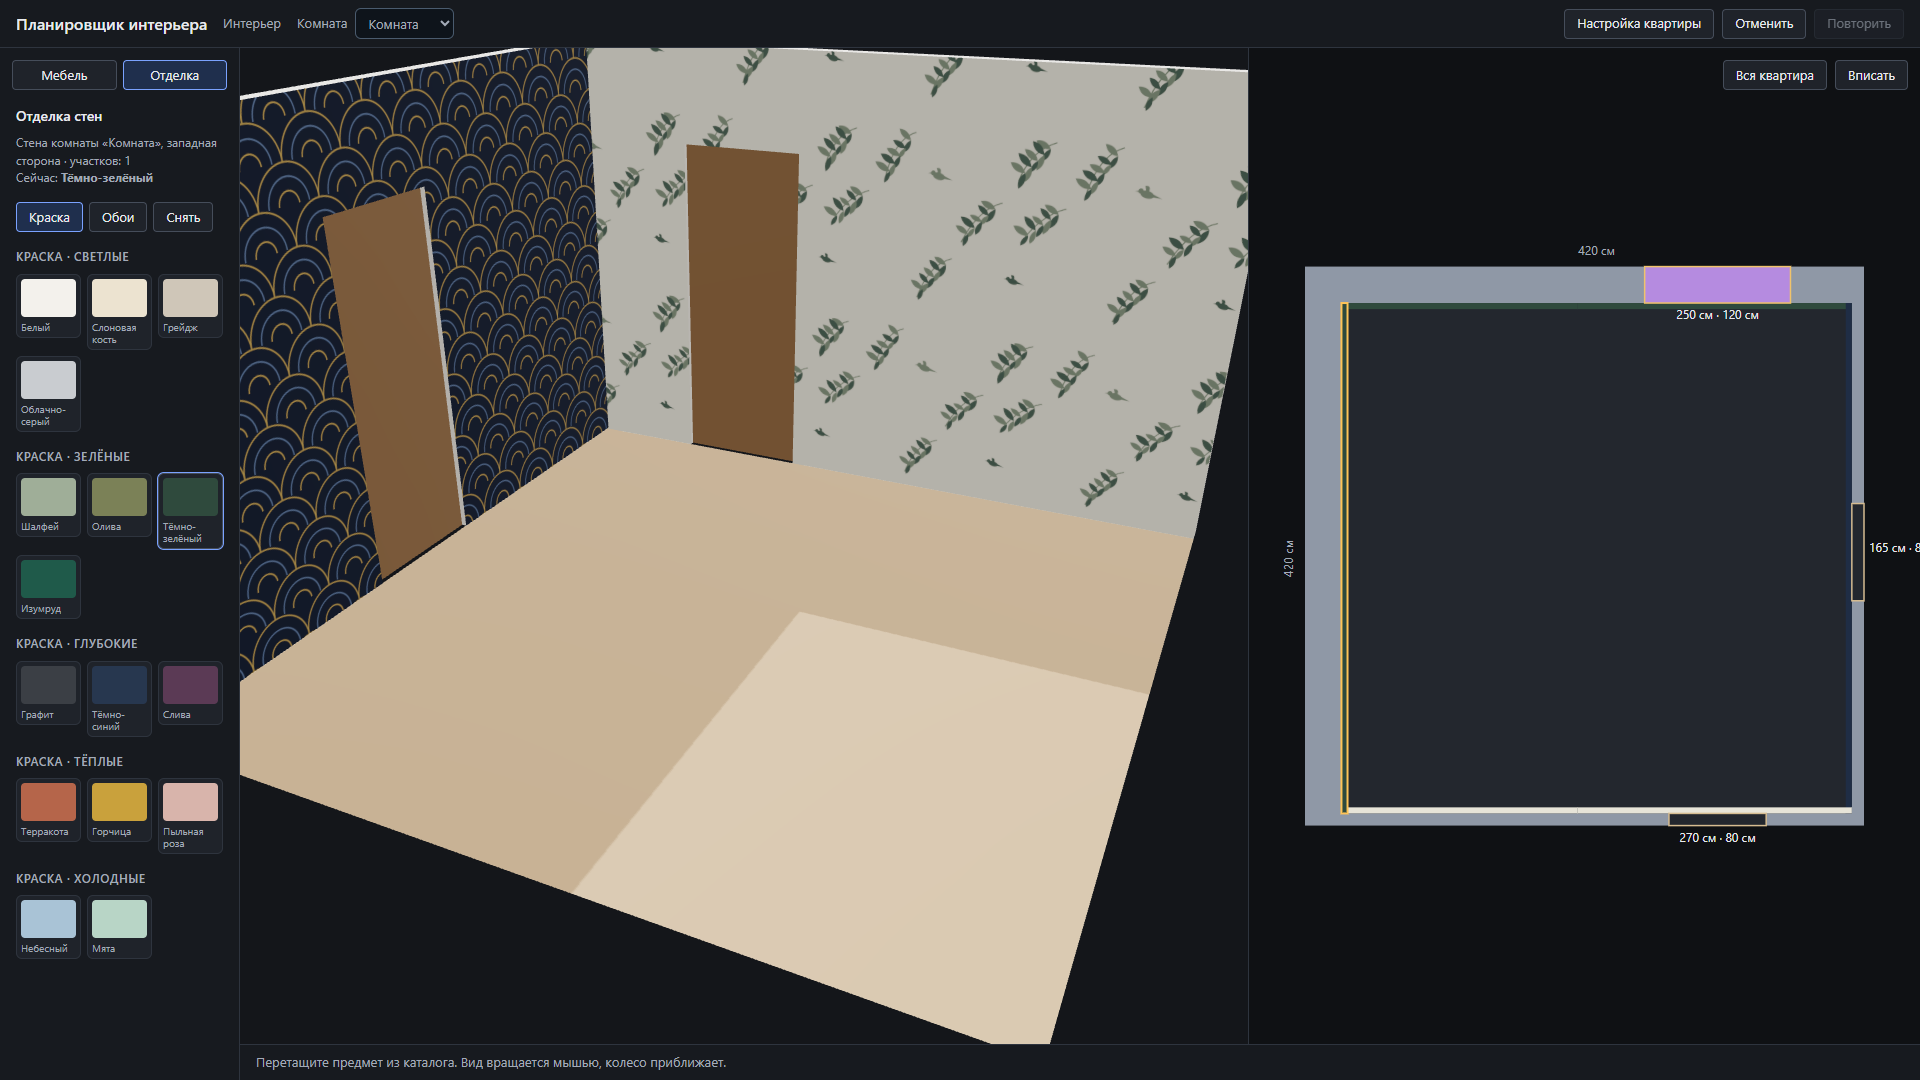 Планировщик интерьера
Интерьер
Комната
Комната
Настройка квартиры
Отменить
Повторить
Мебель
Отделка
Вся квартира
Вписать
Отделка стен
Стена комнаты «Комната», западная
сторона · участков: 1
Сейчас: Тёмно-зелёный
Краска
Обои
Снять
КРАСКА · СВЕТЛЫЕ
Белый
Слоновая
кость
Грейдж
Облачно-
серый
КРАСКА · ЗЕЛЁНЫЕ
Шалфей
Олива
Тёмно-
зелёный
Изумруд
КРАСКА · ГЛУБОКИЕ
Графит
Тёмно-
синий
Слива
КРАСКА · ТЁПЛЫЕ
Терракота
Горчица
Пыльная
роза
КРАСКА · ХОЛОДНЫЕ
Небесный
Мята
420 см
250 см · 120 см
420 см
165 см · 8
270 см · 80 см
Перетащите предмет из каталога. Вид вращается мышью, колесо приближает.